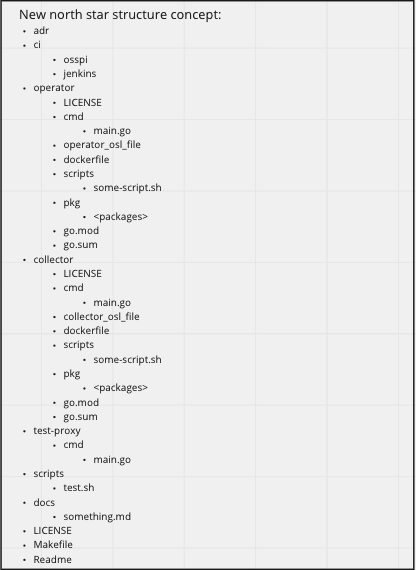 New north star structure concept:
adr
ci
osspi
jenkins
operator
LICENSE
cmd
main.go
operator_osl_file
dockerfile
scripts
some-script.sh
pkg
<packages>
go.mod
go.sum
collector
LICENSE
cmd
main.go
collector_osl_file
dockerfile
scripts
some-script.sh
pkg
<packages>
go.mod
go.sum
test-proxy
cmd
main.go
scripts
test.sh
docs
something.md
LICENSE
Makefile
Readme